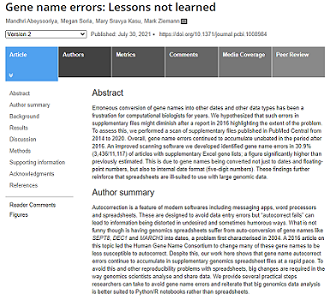 Gene name errors: Lessons not learned
Mandhri Abeysooriya, Megan Soria, Mary Sravya Kasu, Mark Ziemann
Version 2
Published: July 30, 2021
https://doi.org/10.1371/journal.pcbi.1008984
Article
Authors
Metrics
Comments
Media Coverage
Peer Review
Abstract
Author summary
Background
Results
Discussion
Methods
Supporting information
Acknowledgments
References
Reader Comments
Figures
Abstract
Erroneous conversion of gene names into other dates and other data types has been a
frustration for computational biologists for years. We hypothesized that such errors in
supplementary files might diminish after a report in 2016 highlighting the extent of the problem.
To assess this, we performed a scan of supplementary files published in PubMed Central from
2014 to 2020. Overall, gene name errors continued to accumulate unabated in the period after
2016. An improved scanning software we developed identified gene name errors in 30.9%
(3,436/11,117) of articles with supplementary Excel gene lists; a figure significantly higher than
previously estimated. This is due to gene names being converted not just to dates and floating-
point numbers, but also to internal date format (five-digit numbers). These findings further
reinforce that spreadsheets are ill-suited to use with large genomic data.
Author summary
Autocorrection is a feature of modern softwares including messaging apps, word processors
and spreadsheets. These are designed to avoid data entry errors but “autocorrect fails” can
lead to information being distorted in undesired and sometimes humorous ways. What is not
funny though is having genomics spreadsheets suffer from auto-conversion of gene names like
SEPT8, DEC1 and MARCH3 into dates, a problem first characterised in 2004. A 2016 article on
this topic led the Human Gene Name Consortium to change many of these gene names to be
less susceptible to autocorrect. Despite this, our work here shows that gene name autocorrect
errors continue to accumulate in supplementary genomics spreadsheet files at a rapid pace. To
avoid this and other reproducibility problems with spreadsheets, big changes are required in the
way genomics scientists analyse and share data. We provide several practical steps
researchers can take to avoid gene name errors and reiterate that big genomics data analysis
is better suited to Python/R notebooks rather than spreadsheets.